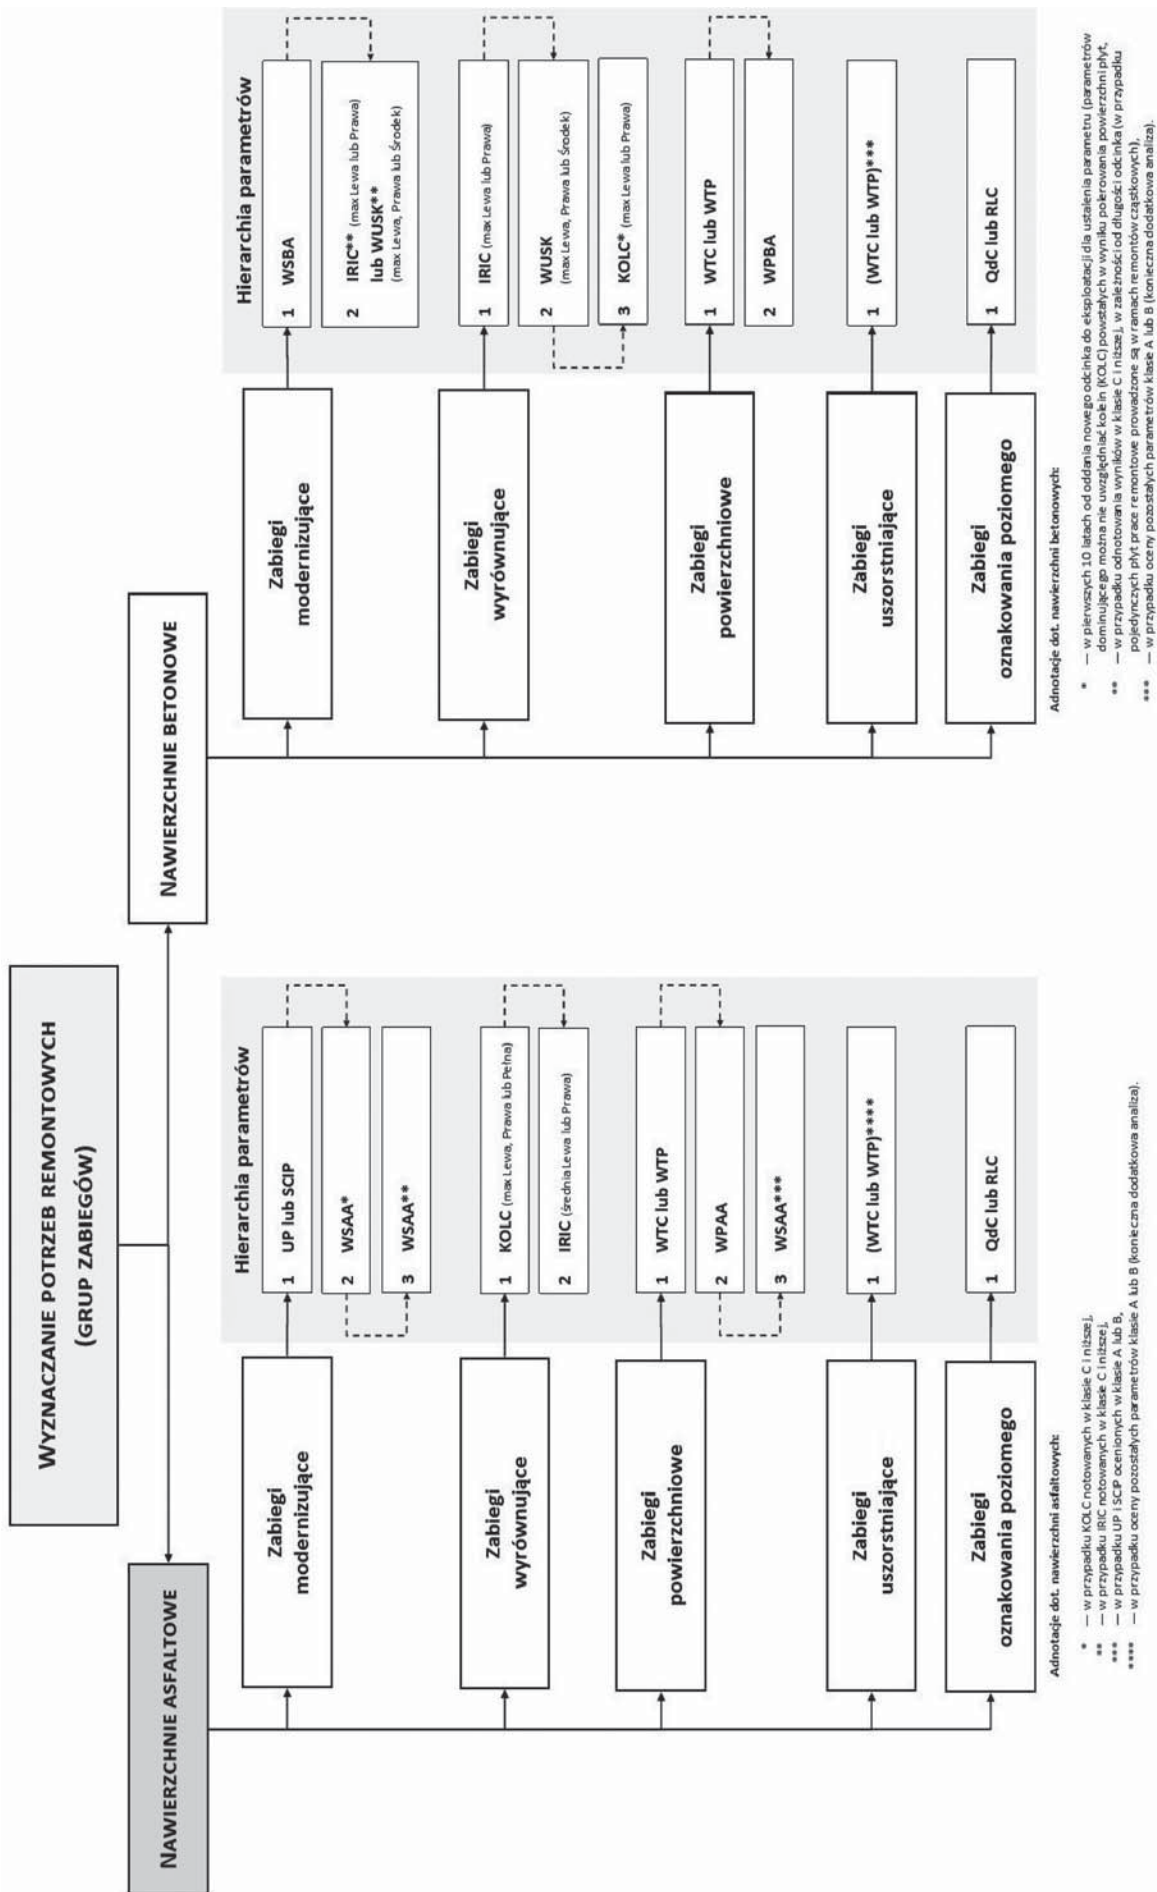 WYZNACZANIE POTRZEB REMONTOWYCH
(GRUP ZABIEGÓW)
NAWIERZCHNIE ASFALTOWE
Hierarchia parametrów
Zabiegi
modernizujące
1 UP lub SCIP
2 WSAA*
3 WSAA**
Zabiegi
wyrównujące
1 KOLC (max Lewa, Prawa lub Pełna)
2 IRIC (średnia Lewa lub Prawa)
Zabiegi
powierzchniowe
1 WTC lub WTP
2 WPAA
3 WSAA***
Zabiegi
uszorstniające
1 (WTC lub WTP)****
Zabiegi
oznakowania poziomego
1 QdC lub RLC
Adnotacje dot. nawierzchni asfaltowych:
* — w przypadku KOLC notowanych w klasie C i niższej,
** — w przypadku IRIC notowanych w klasie C i niższej,
*** — w przypadku UP i SCIP ocenionych w klasie A lub B,
**** — w przypadku oceny pozostałych parametrów klasie A lub B (konieczna dodatkowa analiza).
NAWIERZCHNIE BETONOWE
Hierarchia parametrów
Zabiegi
modernizujące
1 WSBA
2 IRIC** (max Lewa lub Prawa)
lub WUSK**
(max Lewa, Prawa lub Środek)
Zabiegi
wyrównujące
1 IRIC (max Lewa lub Prawa)
2 WUSK
(max Lewa, Prawa lub Środek)
3 KOLC* (max Lewa lub Prawa)
Zabiegi
powierzchniowe
1 WTC lub WTP
2 WPBA
Zabiegi
uszorstniające
1 (WTC lub WTP)***
Zabiegi
oznakowania poziomego
1 QdC lub RLC
Adnotacje dot. nawierzchni betonowych:
* — w pierwszych 10 latach od oddania nowego odcinka do eksploatacji dla ustalenia parametru (parametrów
dominującego można nie uwzględniać kolein (KOLC) powstałych w wyniku polerowania powierzchni płyt,
** — w przypadku odnotowania wyników w klasie C i niższej, w zależności od długości odcinka (w przypadku
pojedynczych płyt prace remontowe prowadzone są w ramach remontów cząstkowych),
*** — w przypadku oceny pozostałych parametrów klasie A lub B (konieczna dodatkowa analiza).